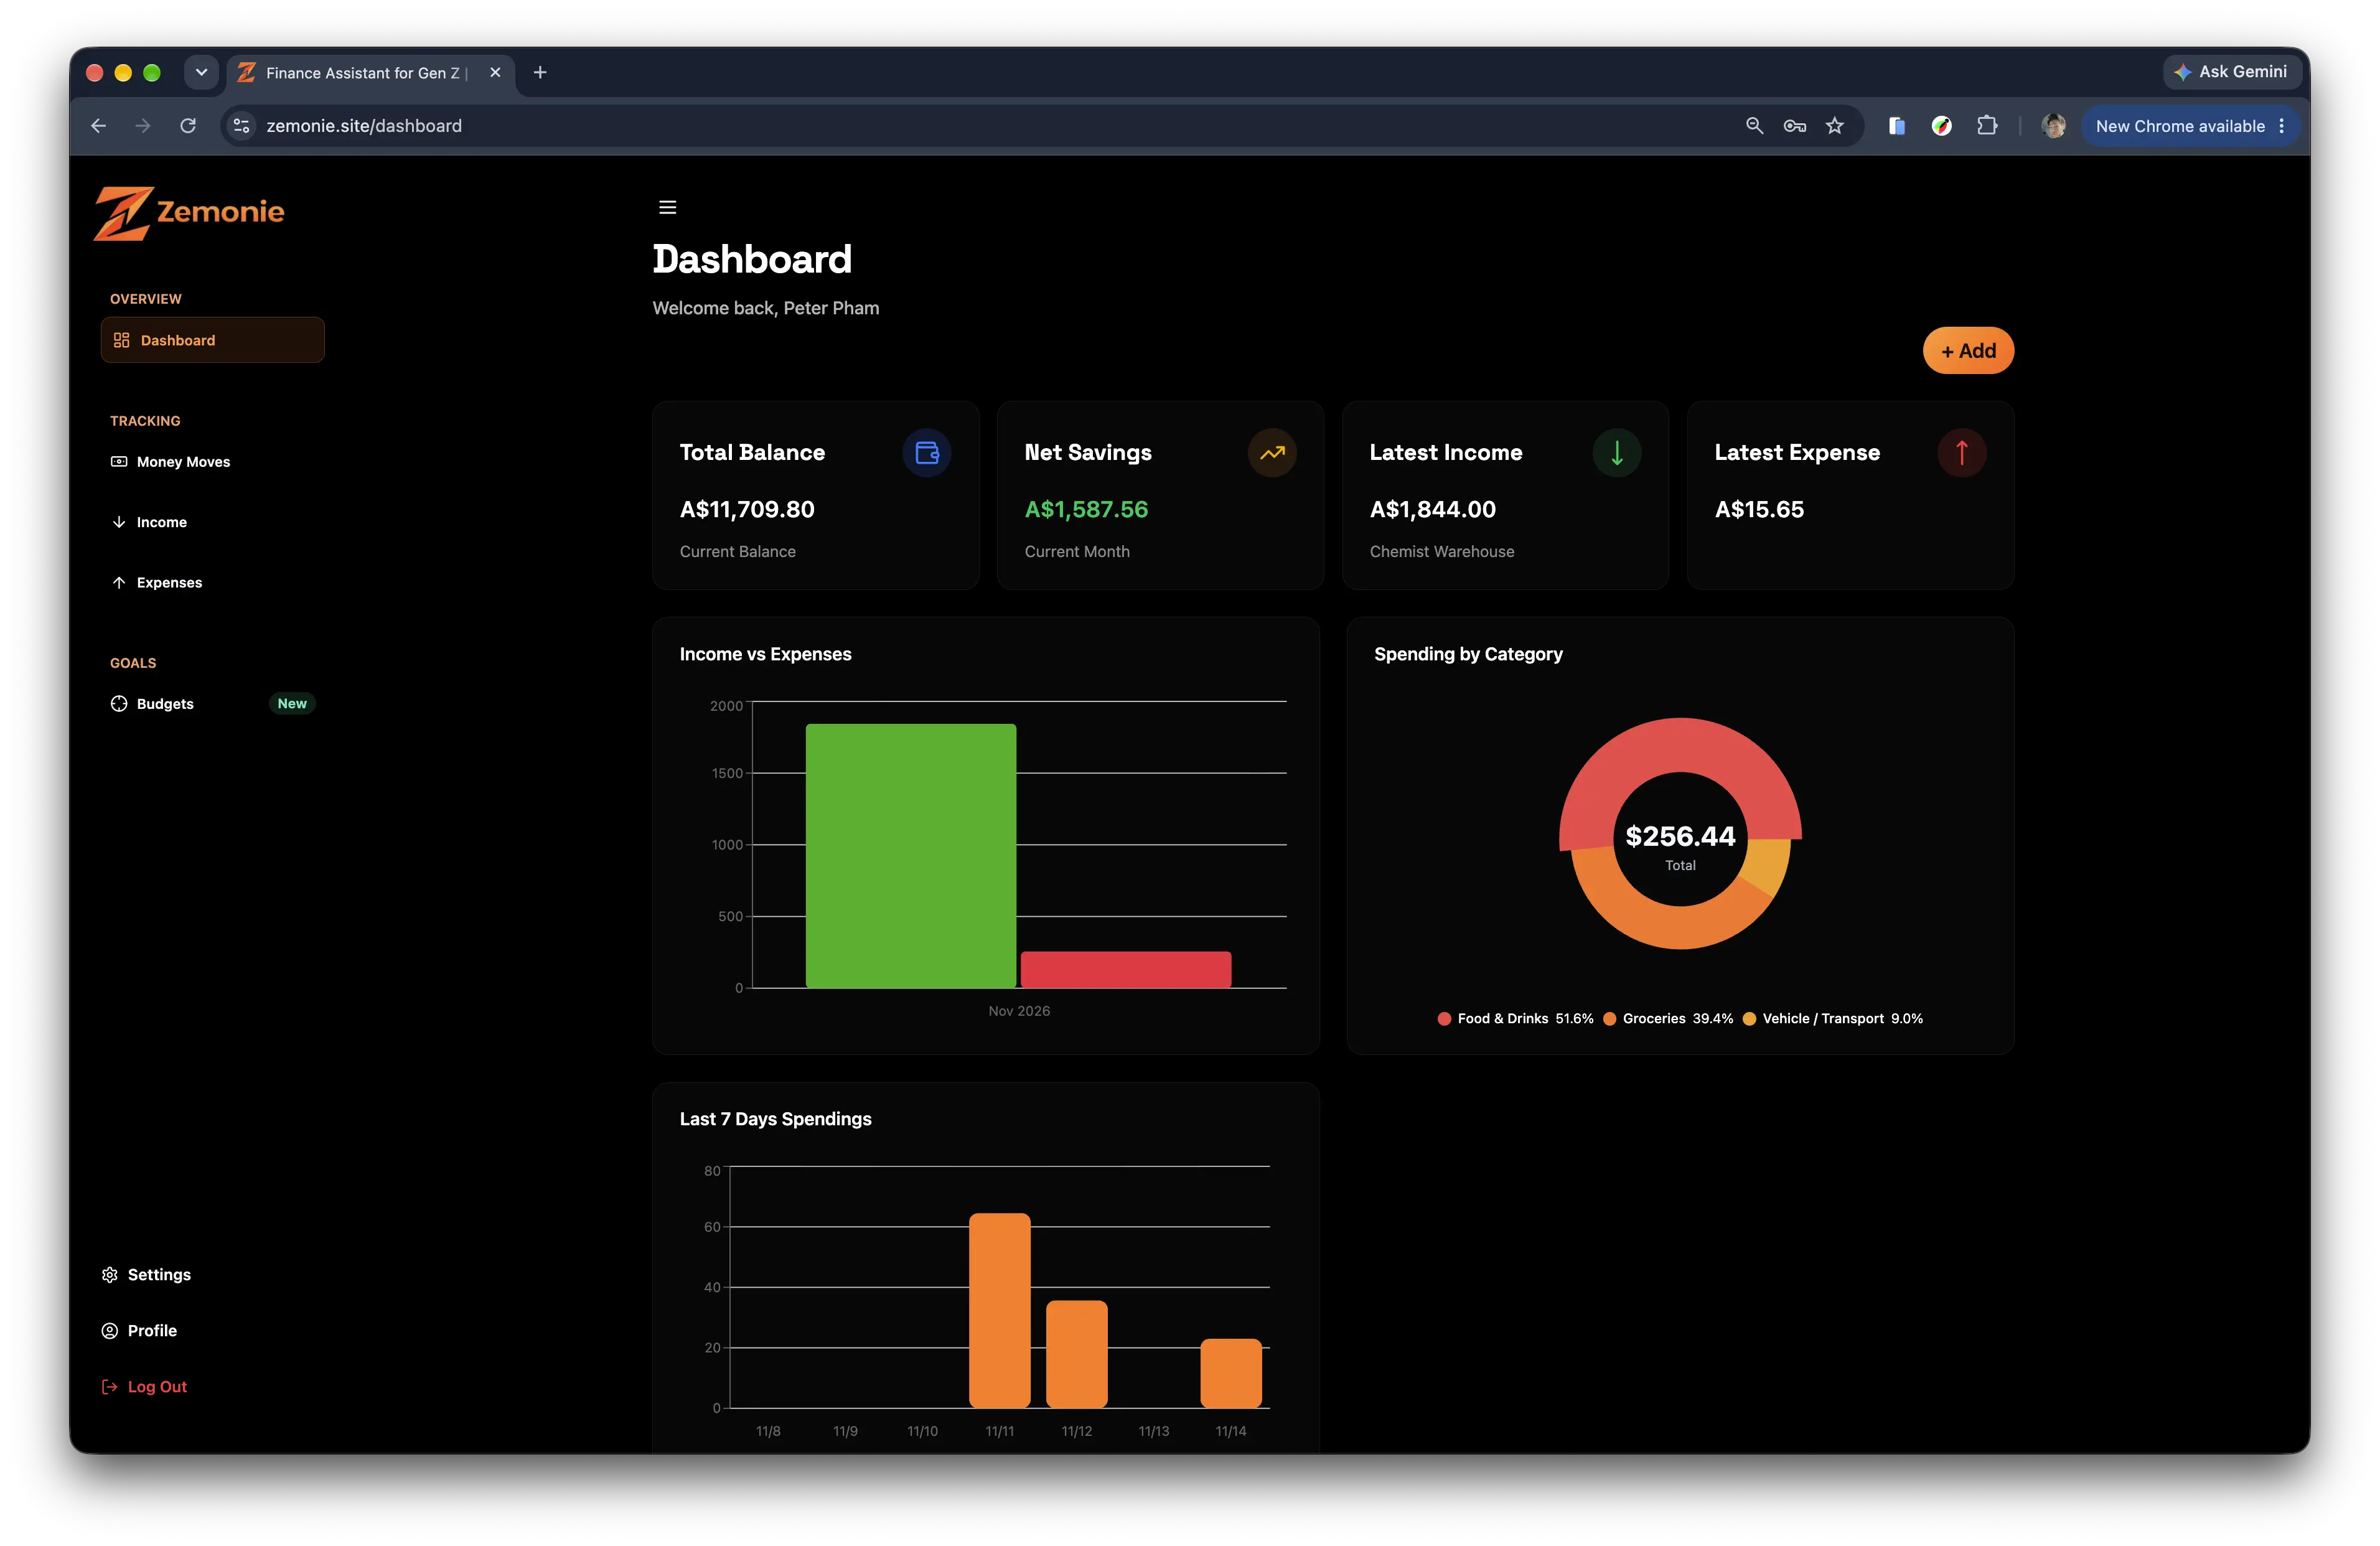 Finance Assistant for Gen Z |
Ask Gemini
zemonie.site/dashboard
New Chrome available
Zemonie
OVERVIEW
Dashboard
TRACKING
Money Moves
Income
Expenses
GOALS
Budgets New
Settings
Profile
Log Out
Dashboard
Welcome back, Peter Pham
+ Add
Total Balance
A$11,709.80
Current Balance
Net Savings
A$1,587.56
Current Month
Latest Income
A$1,844.00
Chemist Warehouse
Latest Expense
A$15.65
Income vs Expenses
2000
1500
1000
500
0
Nov 2026
Spending by Category
$256.44
Total
Food & Drinks 51.6% Groceries 39.4% Vehicle / Transport 9.0%
Last 7 Days Spendings
80
60
40
20
0
11/8 11/9 11/10 11/11 11/12 11/13 11/14